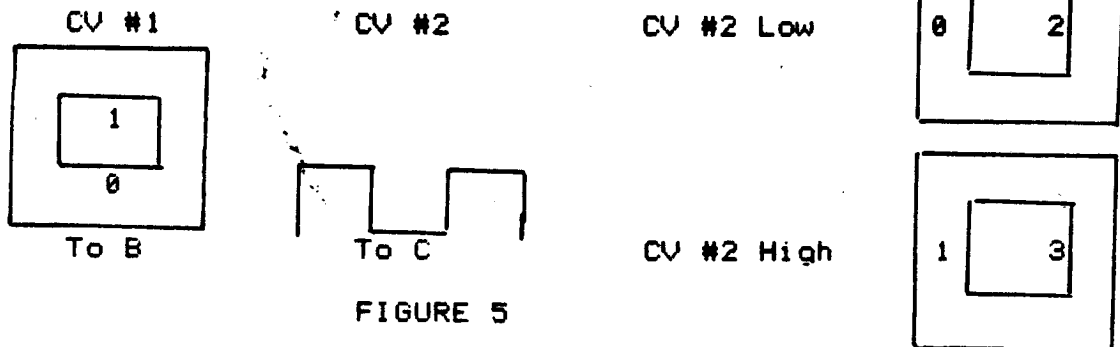 CV #1 CV #2 CV #2 Low 0 2
1
0
To B To C CV #2 High 1 3
FIGURE 5